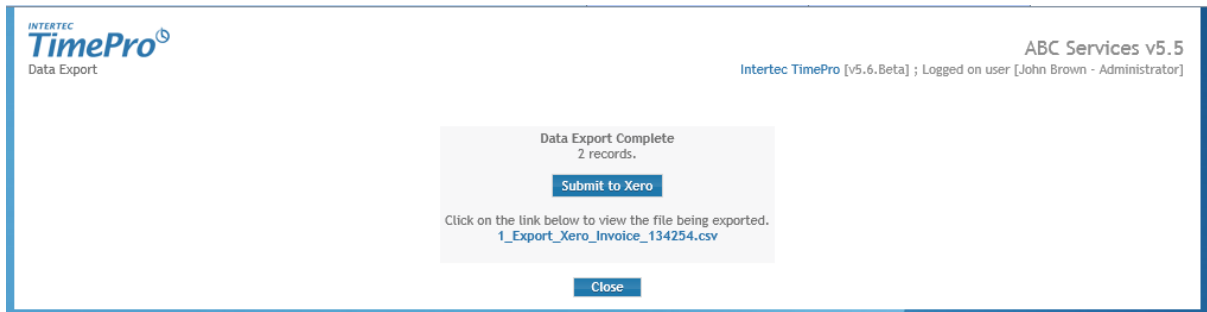 INTERTEC
TimePro
Data Export
ABC Services v5.5
Intertec TimePro [v5.6.Beta] ; Logged on user [John Brown - Administrator]
Data Export Complete
2 records.
Submit to Xero
Click on the link below to view the file being exported.
1_Export_Xero_Invoice_134254.csv
Close